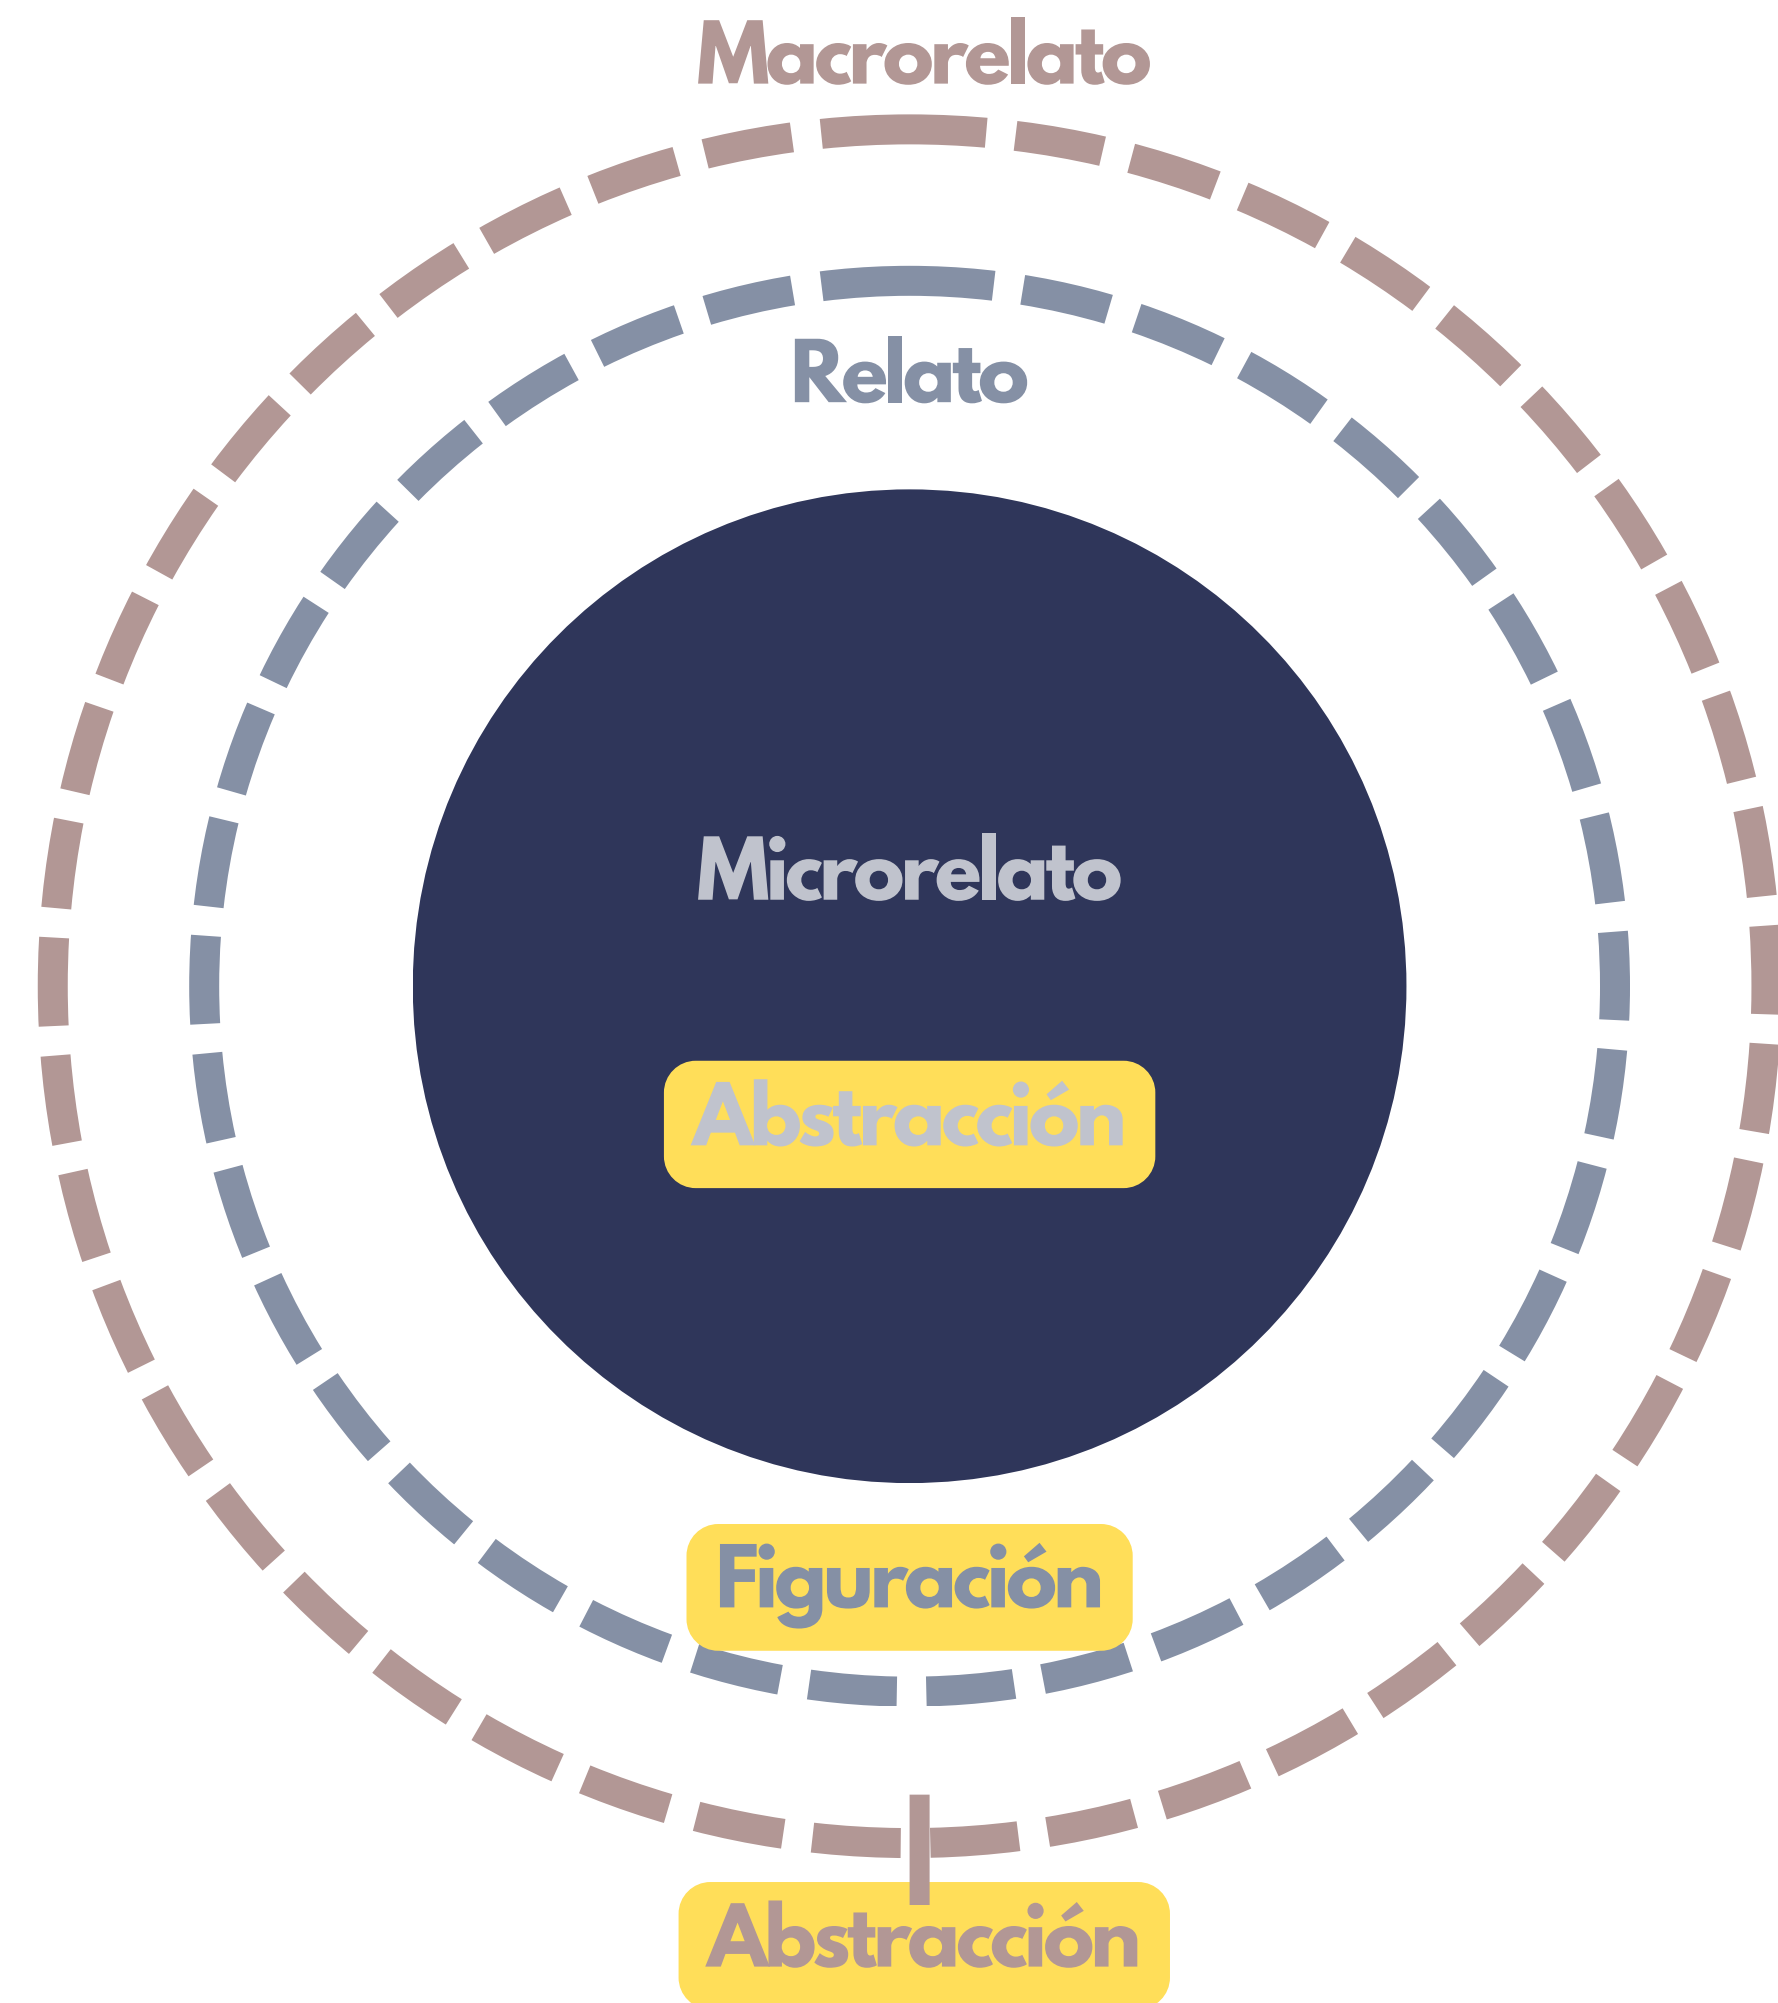 Macrorelato
Relato
Microrelato
Abstracción
Figuración
Abstracción